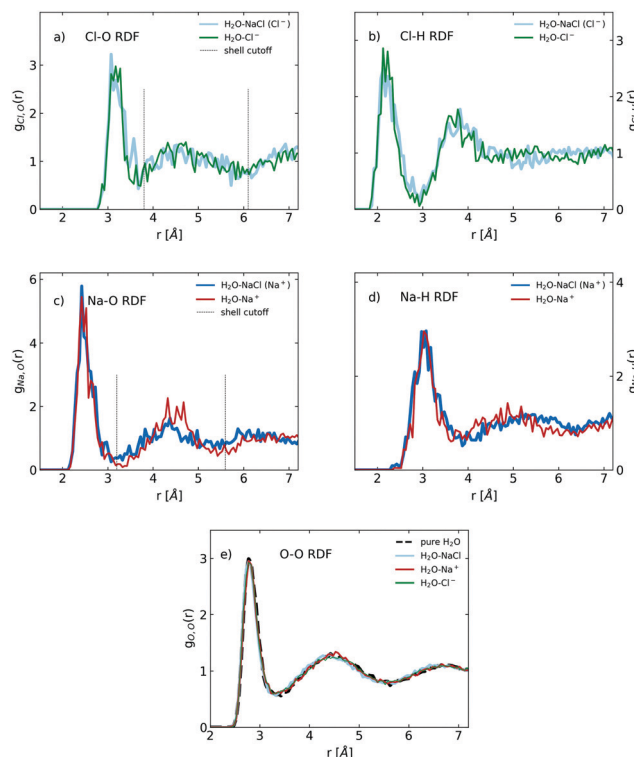 a) Cl-O RDF
H₂O-NaCl (Cl⁻)
H₂O-Cl⁻
shell cutoff
g_Cl,O(r)
3
2
1
0
2 3 4 5 6 7
r [Å]
b) Cl-H RDF
H₂O-NaCl (Cl⁻)
H₂O-Cl⁻
3
2
1
0
2 3 4 5 6 7
r [Å]
c) Na-O RDF
H₂O-NaCl (Na⁺)
H₂O-Na⁺
shell cutoff
g_Na,O(r)
6
4
2
0
2 3 4 5 6 7
r [Å]
d) Na-H RDF
H₂O-NaCl (Na⁺)
H₂O-Na⁺
4
2
0
2 3 4 5 6 7
r [Å]
e) O-O RDF
pure H₂O
H₂O-NaCl
H₂O-Na⁺
H₂O-Cl⁻
g_O,O(r)
3
2
1
0
2 3 4 5 6 7
r [Å]